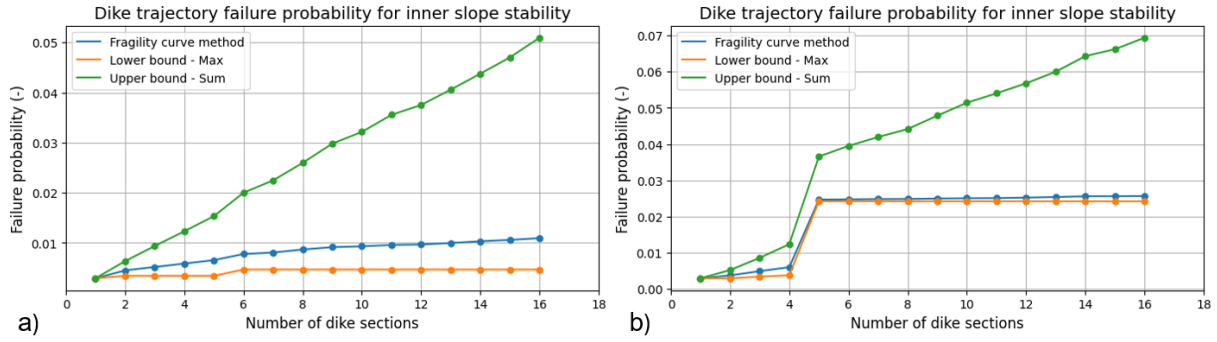 Dike trajectory failure probability for inner slope stability
Fragility curve method
Lower bound - Max
Upper bound - Sum
Failure probability (-)
0.05
0.04
0.03
0.02
0.01
0 2 4 6 8 10 12 14 16 18
Number of dike sections
a)
Dike trajectory failure probability for inner slope stability
Fragility curve method
Lower bound - Max
Upper bound - Sum
Failure probability (-)
0.07
0.06
0.05
0.04
0.03
0.02
0.01
0.00
0 2 4 6 8 10 12 14 16 18
Number of dike sections
b)